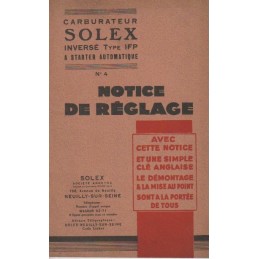 CARBURATEUR
SOLEX
INVERSÉ TYPE IFP
A STARTER AUTOMATIQUE
N° 4
NOTICE
DE RÉGLAGE
AVEC
CETTE NOTICE
ET UNE SIMPLE
CLÉ ANGLAISE
LE DÉMONTAGE
& LA MISE AU POINT
SONT A LA PORTÉE
DE TOUS
SOLEX
NEUILLY-SUR-SEINE